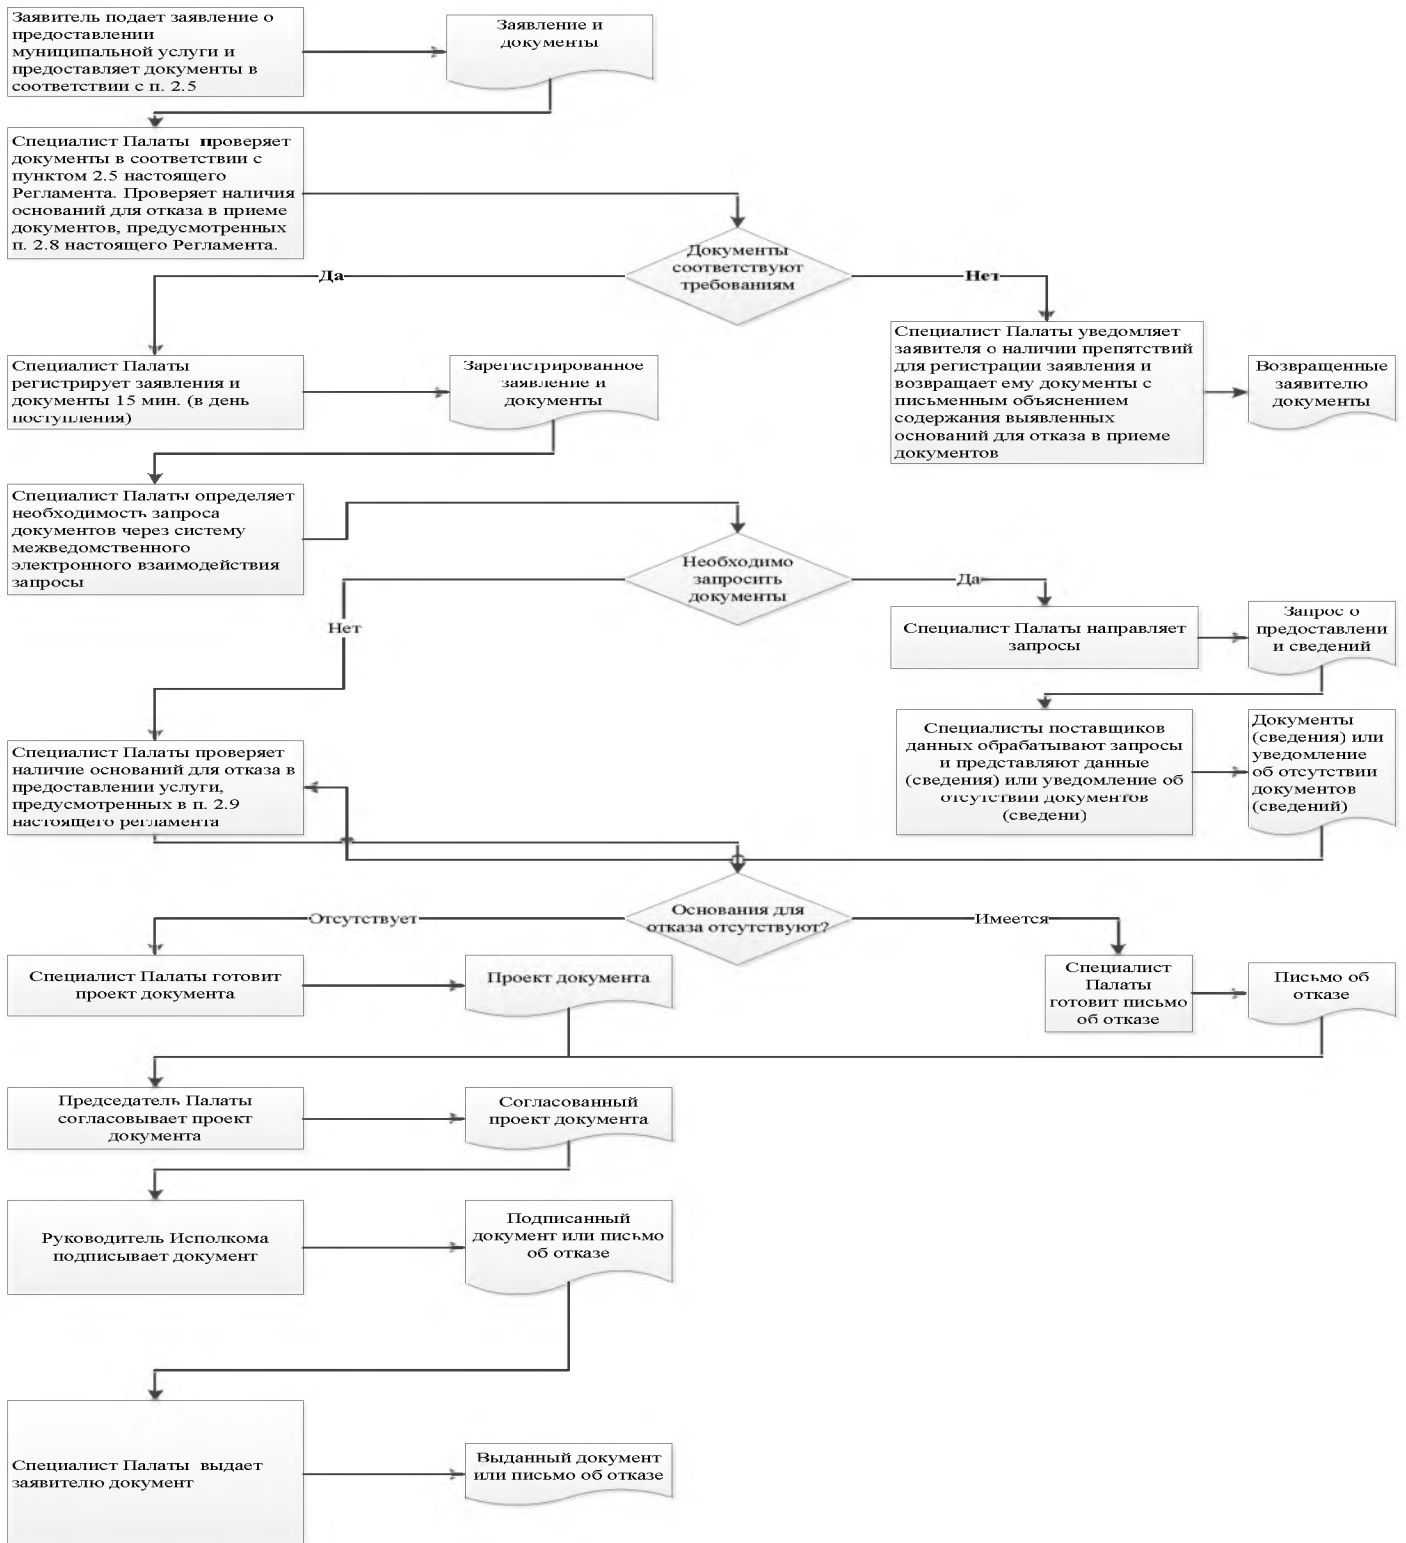 Заявитель подает заявление о
предоставлении
муниципальной услуги и
предоставляет документы в
соответствии с п. 2.5
Заявление и
документы
Специалист Палаты проверяет
документы в соответствии с
пунктом 2.5 настоящего
Регламента. Проверяет наличия
оснований для отказа в приеме
документов, предусмотренных
п. 2.8 настоящего Регламента.
Документы
соответствуют
требованиям
Да
Нет
Специалист Палаты
регистрирует заявления и
документы 15 мин. (в день
поступления)
Зарегистрированное
заявление и
документы
Специалист Палаты уведомляет
заявителя о наличии препятствий
для регистрации заявления и
возвращает ему документы с
письменным объяснением
содержания выявленных
оснований для отказа в приеме
документов
Возвращенные
заявителю
документы
Специалист Палаты определяет
необходимость запроса
документов через систему
межведомственного
электронного взаимодействия
запросы
Необходимо
запросить
документы
Да
Нет
Специалист Палаты направляет
запросы
Запрос о
предоставлени
и сведений
Специалисты поставщиков
данных обрабатывают запросы
и представляют данные
(сведения) или уведомление об
отсутствии документов
(сведени)
Документы
(сведения) или
уведомление
об отсутствии
документов
(сведений)
Специалист Палаты проверяет
наличие оснований для отказа в
предоставлении услуги,
предусмотренных в п. 2.9
настоящего регламента
Основания для
отказа отсутствуют?
Отсутствует
Имеется
Специалист Палаты готовит
проект документа
Проект документа
Специалист
Палаты
готовит письмо
об отказе
Письмо об
отказе
Председатель Палаты
согласовывает проект
документа
Согласованный
проект документа
Руководитель Исполкома
подписывает документ
Подписанный
документ или письмо
об отказе
Специалист Палаты выдает
заявителю документ
Выданный документ
или письмо об отказе